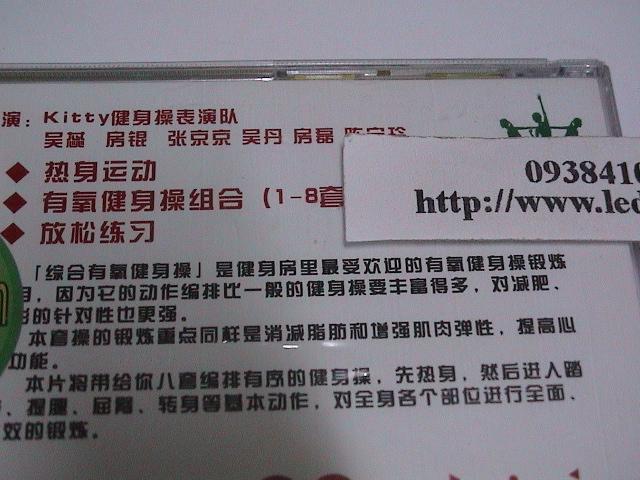 演：Kitty健身操表演队
吴蕊 房锟 张京京 吴丹 房磊
热身运动
有氧健身操组合（1-8套
放松练习
0938410
http://www.led
「综合有氧健身操」是健身房里最受欢迎的有氧健身操锻炼
，因为它的动作编排比一般的健身操要丰富得多，对减肥、
的针对性也更强。
本套操的锻炼重点同样是消减脂肪和增强肌肉弹性，提高心
功能。
本片将带给你八套编排有序的健身操，先热身，然后进入踏
、提腿、屈臂、转身等基本动作，对全身各个部位进行全面、
效的锻炼。